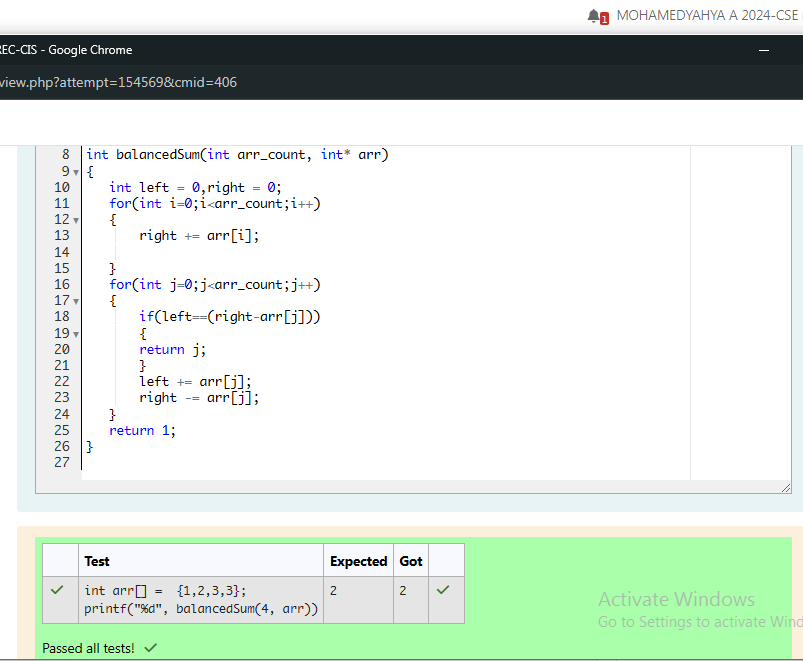 1 MOHAMEDYAHYA A 2024-CSE
REC-CIS - Google Chrome
view.php?attempt=154569&cmid=406
8 int balancedSum(int arr_count, int* arr)
9 {
10 int left = 0,right = 0;
11 for(int i=0;i<arr_count;i++)
12 {
13 right += arr[i];
14
15 }
16 for(int j=0;j<arr_count;j++)
17 {
18 if(left==(right-arr[j]))
19 {
20 return j;
21 }
22 left += arr[j];
23 right -= arr[j];
24 }
25 return 1;
26 }
27
Test Expected Got
int arr[] = {1,2,3,3}; 2 2
printf("%d", balancedSum(4, arr))
Activate Windows
Go to Settings to activate Wind
Passed all tests!